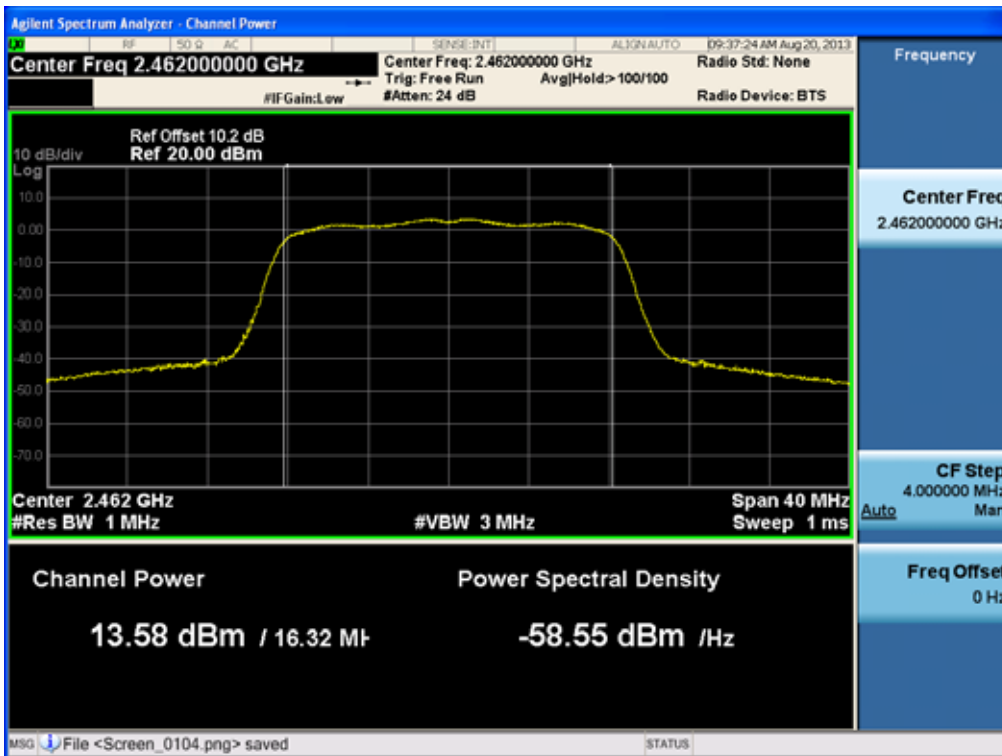 Agilent Spectrum Analyzer - Channel Power
RF 50 Ω AC SENSE:INT ALIGN AUTO 09:37:24 AM Aug 20, 2013
Center Freq 2.462000000 GHz
Center Freq: 2.462000000 GHz
Radio Std: None
Trig: Free Run Avg|Hold:>100/100
#IFGain:Low
#Atten: 24 dB
Radio Device: BTS
Ref Offset 10.2 dB
10 dB/div Ref 20.00 dBm
Log
10.0
0.00
-10.0
-20.0
-30.0
-40.0
-50.0
-60.0
-70.0
Center 2.462 GHz
Span 40 MHz
#Res BW 1 MHz
#VBW 3 MHz
Sweep 1 ms
Channel Power
Power Spectral Density
13.58 dBm / 16.32 MH
-58.55 dBm /Hz
MSG File <Screen_0104.png> saved
STATUS
Frequency
Center Freq
2.462000000 GHz
CF Step
4.000000 MHz
Auto Man
Freq Offset
0 Hz